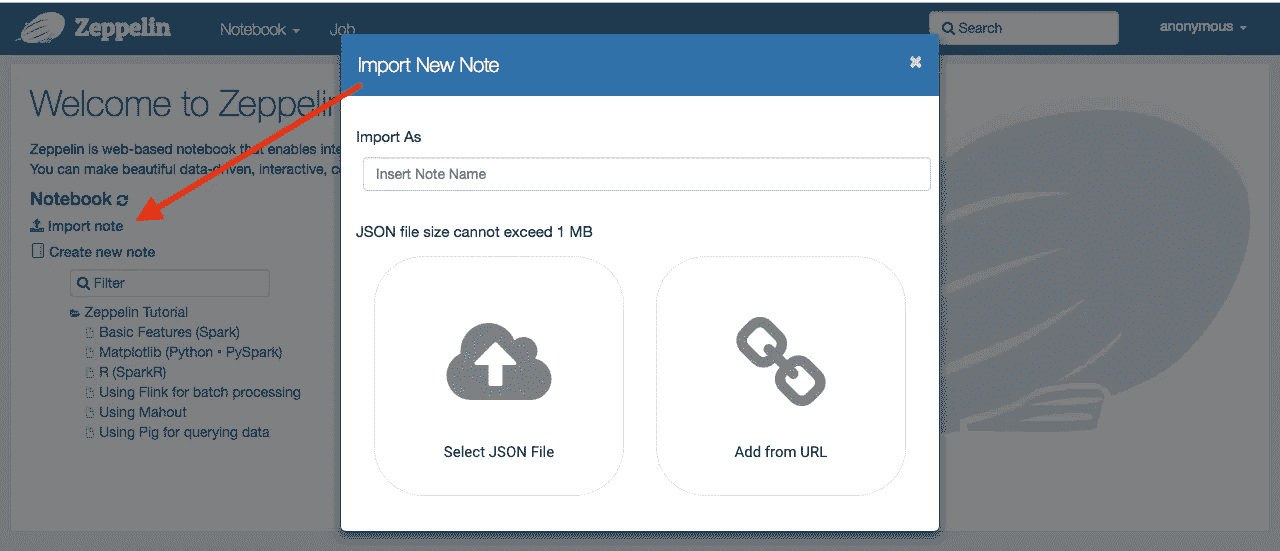 Zeppelin
Notebook
Job
Search
anonymous
Welcome to Zeppelin
Zeppelin is web-based notebook that enables
You can make beautiful data-driven, interactive,
Notebook
Import note
Create new note
Filter
Zeppelin Tutorial
Basic Features (Spark)
Matplotlib (Python • PySpark)
R (SparkR)
Using Flink for batch processing
Using Mahout
Using Pig for querying data
Import New Note
Import As
Insert Note Name
JSON file size cannot exceed 1 MB
Select JSON File
Add from URL